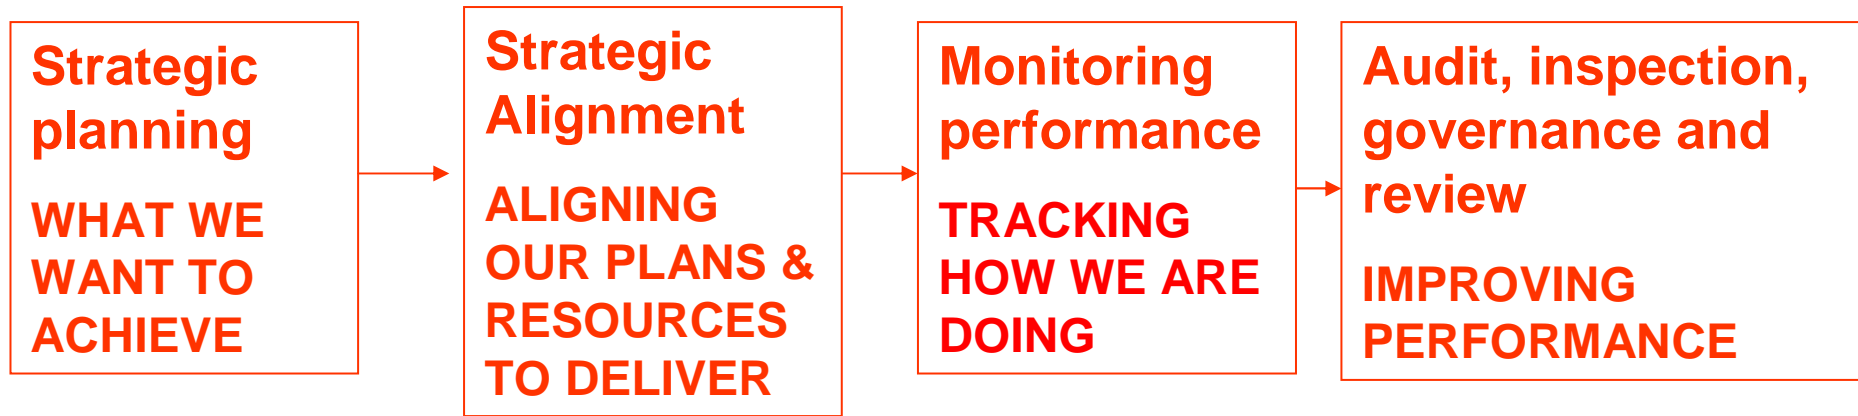 Strategic
planning
WHAT WE
WANT TO
ACHIEVE
Strategic
Alignment
ALIGNING
OUR PLANS &
RESOURCES
TO DELIVER
Monitoring
performance
TRACKING
HOW WE ARE
DOING
Audit, inspection,
governance and
review
IMPROVING
PERFORMANCE